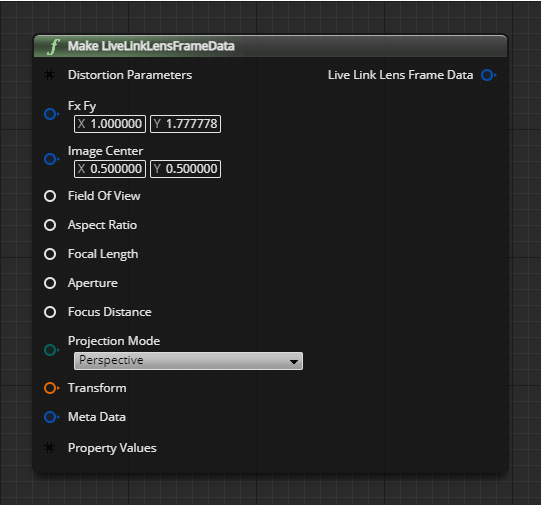 f Make LiveLinkLensFrameData
Distortion Parameters Live Link Lens Frame Data
Fx Fy
X 1.000000 Y 1.777778
Image Center
X 0.500000 Y 0.500000
Field Of View
Aspect Ratio
Focal Length
Aperture
Focus Distance
Projection Mode
Perspective
Transform
Meta Data
Property Values